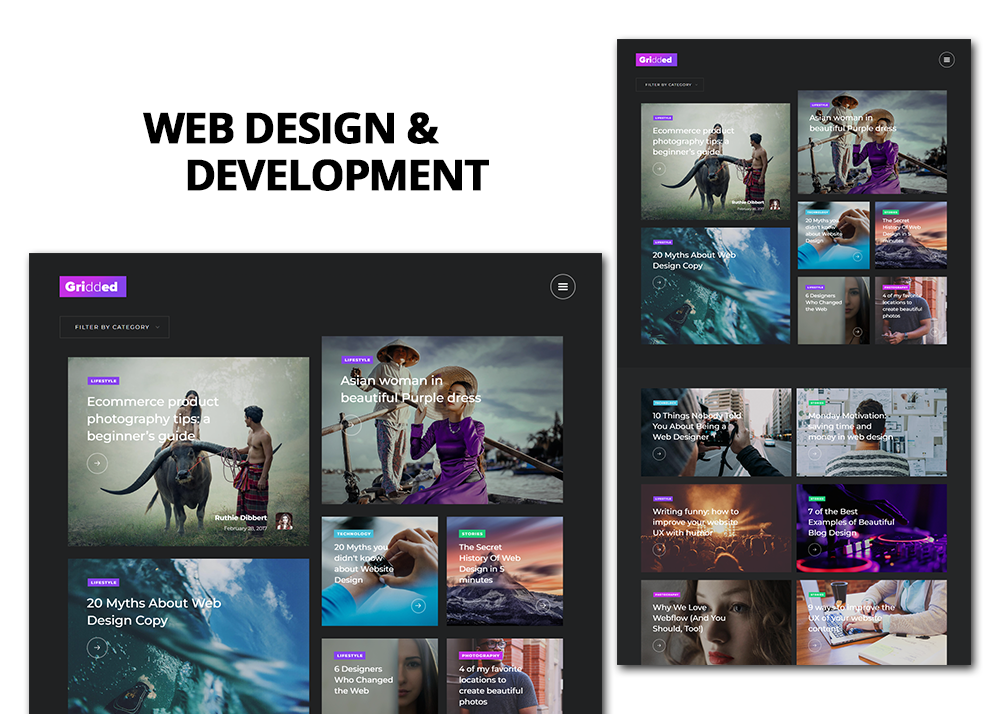 WEB DESIGN &
DEVELOPMENT
Gridded
FILTER BY CATEGORY
LIFESTYLE
Ecommerce product
photography tips: a
beginner's guide
Ruthie Dibbert
February 28, 2017
LIFESTYLE
Asian woman in
beautiful Purple dress
LIFESTYLE
20 Myths About Web
Design Copy
TECHNOLOGY
20 Myths you
didn't know
about Website
Design
STORIES
The Secret
History Of Web
Design in 5
minutes
LIFESTYLE
6 Designers
Who Changed
the Web
PHOTOGRAPHY
4 of my favorite
locations to
create beautiful
photos
Gridded
FILTER BY CATEGORY
LIFESTYLE
Ecommerce product
photography tips: a
beginner's guide
Ruthie Dibbert
February 28, 2017
LIFESTYLE
Asian woman in
beautiful Purple dress
LIFESTYLE
20 Myths About Web
Design Copy
TECHNOLOGY
20 Myths you
didn't know
about Website
Design
STORIES
The Secret
History Of Web
Design in 5
minutes
LIFESTYLE
6 Designers
Who Changed
the Web
PHOTOGRAPHY
4 of my favorite
locations to
create beautiful
photos
TECHNOLOGY
10 Things Nobody Told
You About Being a
Web Designer
STORIES
Monday Motivation:
saving time and
money in web design
LIFESTYLE
Writing funny: how to
improve your website
UX with humor
STORIES
7 of the Best
Examples of Beautiful
Blog Design
PHOTOGRAPHY
Why We Love
Webflow (And You
Should, Too!)
STORIES
9 ways to improve the
UX of your website
content